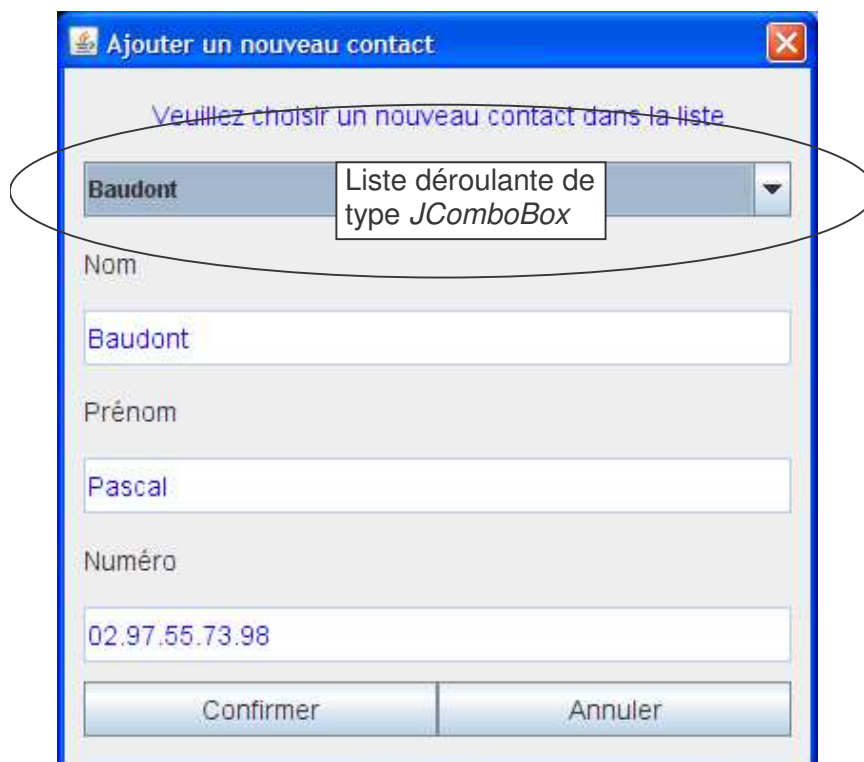 Ajouter un nouveau contact
Veuillez choisir un nouveau contact dans la liste
Baudont
Liste déroulante de
type JComboBox
Nom
Baudont
Prénom
Pascal
Numéro
02.97.55.73.98
Confirmer
Annuler